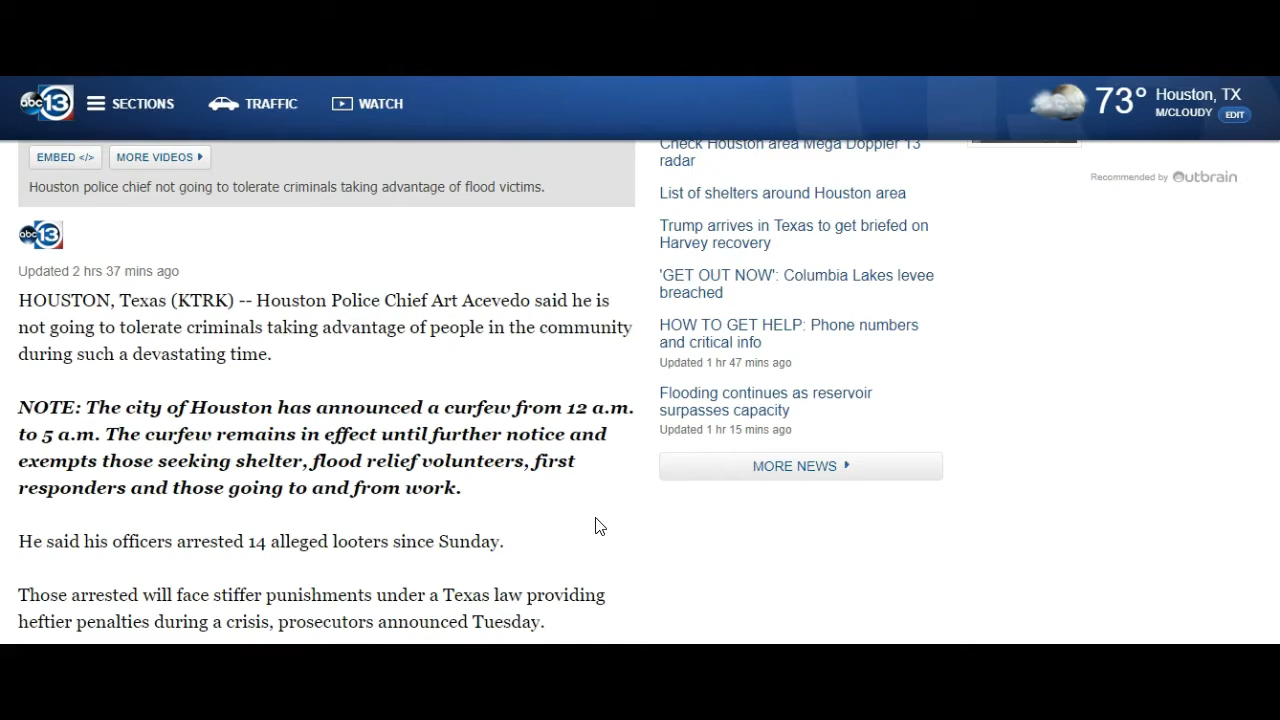 abc 13
SECTIONS
TRAFFIC
WATCH
73°
Houston, TX
M/CLOUDY
EDIT
EMBED </>
MORE VIDEOS
Houston police chief not going to tolerate criminals taking advantage of flood victims.
abc 13
Updated 2 hrs 37 mins ago
HOUSTON, Texas (KTRK) -- Houston Police Chief Art Acevedo said he is
not going to tolerate criminals taking advantage of people in the community
during such a devastating time.
NOTE: The city of Houston has announced a curfew from 12 a.m.
to 5 a.m. The curfew remains in effect until further notice and
exempts those seeking shelter, flood relief volunteers, first
responders and those going to and from work.
He said his officers arrested 14 alleged looters since Sunday.
Those arrested will face stiffer punishments under a Texas law providing
heftier penalties during a crisis, prosecutors announced Tuesday.
Check Houston area Mega Doppler 13
radar
List of shelters around Houston area
Trump arrives in Texas to get briefed on
Harvey recovery
'GET OUT NOW': Columbia Lakes levee
breached
HOW TO GET HELP: Phone numbers
and critical info
Updated 1 hr 47 mins ago
Flooding continues as reservoir
surpasses capacity
Updated 1 hr 15 mins ago
MORE NEWS
Recommended by Outbrain